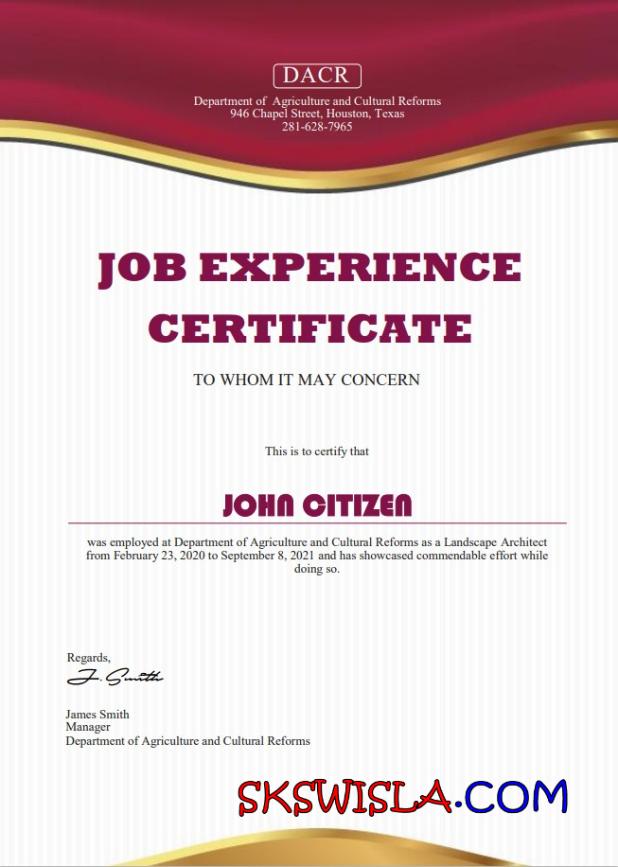 DACR
Department of Agriculture and Cultural Reforms
946 Chapel Street, Houston, Texas
281-628-7965
JOB EXPERIENCE
CERTIFICATE
TO WHOM IT MAY CONCERN
This is to certify that
JOHN CITIZEN
was employed at Department of Agriculture and Cultural Reforms as a Landscape Architect
from February 23, 2020 to September 8, 2021 and has showcased commendable effort while
doing so.
Regards,
J. Smith
James Smith
Manager
Department of Agriculture and Cultural Reforms
SKSWISLA.COM